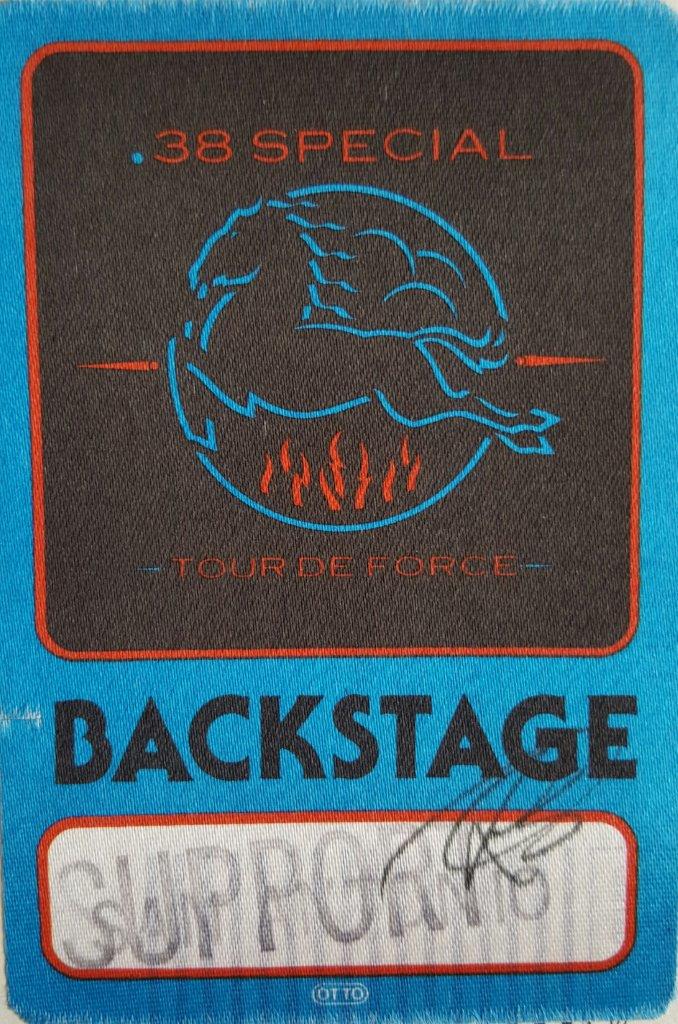 .38 SPECIAL
TOUR DE FORCE
BACKSTAGE
SUPPORT
OTTO